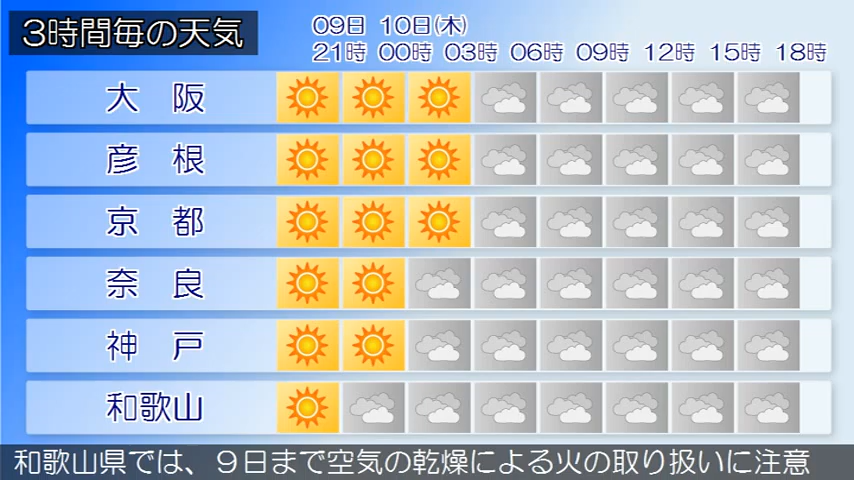 3時間毎の天気
09日 10日(木)
21時 00時 03時 06時 09時 12時 15時 18時
大 阪
彦 根
京 都
奈 良
神 戸
和歌山
和歌山県では、９日まで空気の乾燥による火の取り扱いに注意